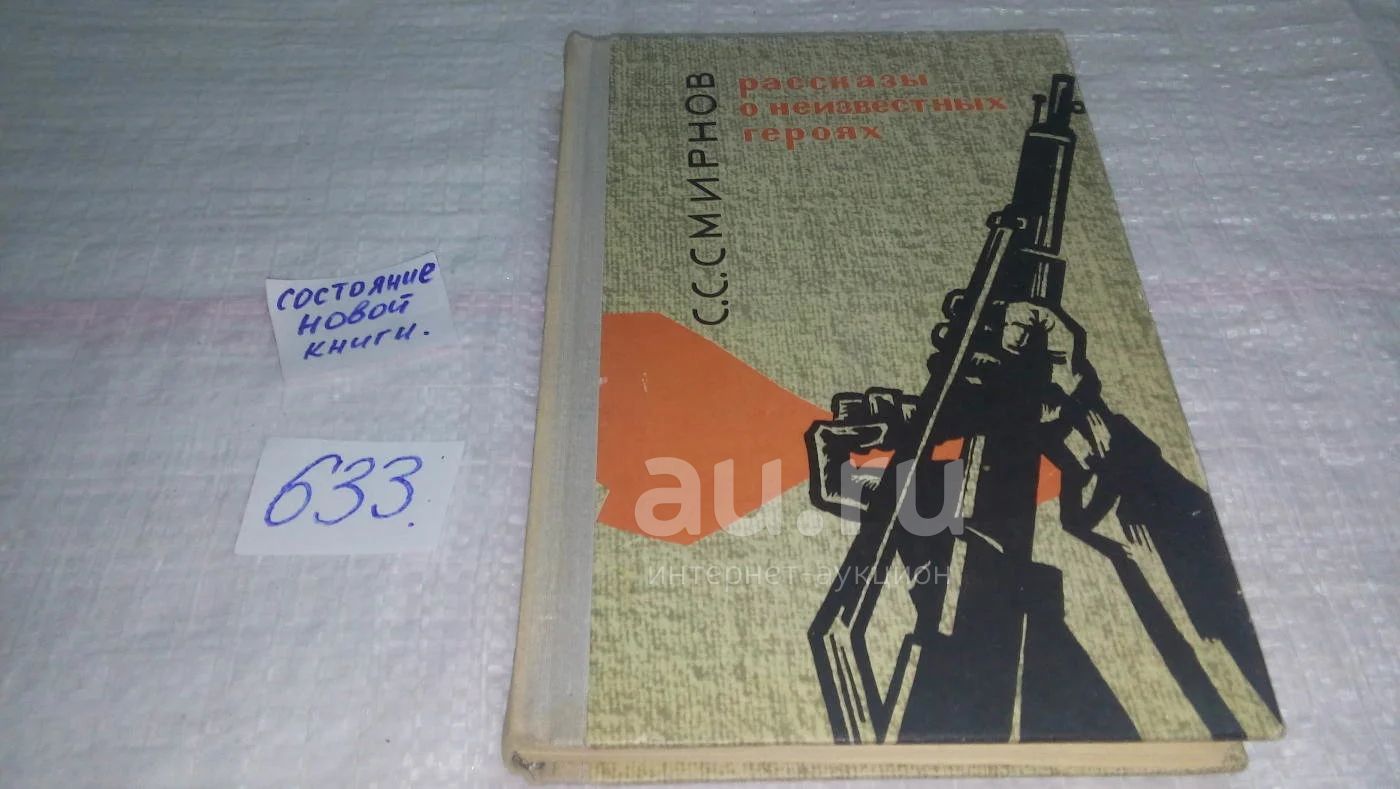 С.С.СМИРНОВ
рассказы
о неизвестных
героях
состояние
новой
книги.
633.
au.ru
интернет-аукцион